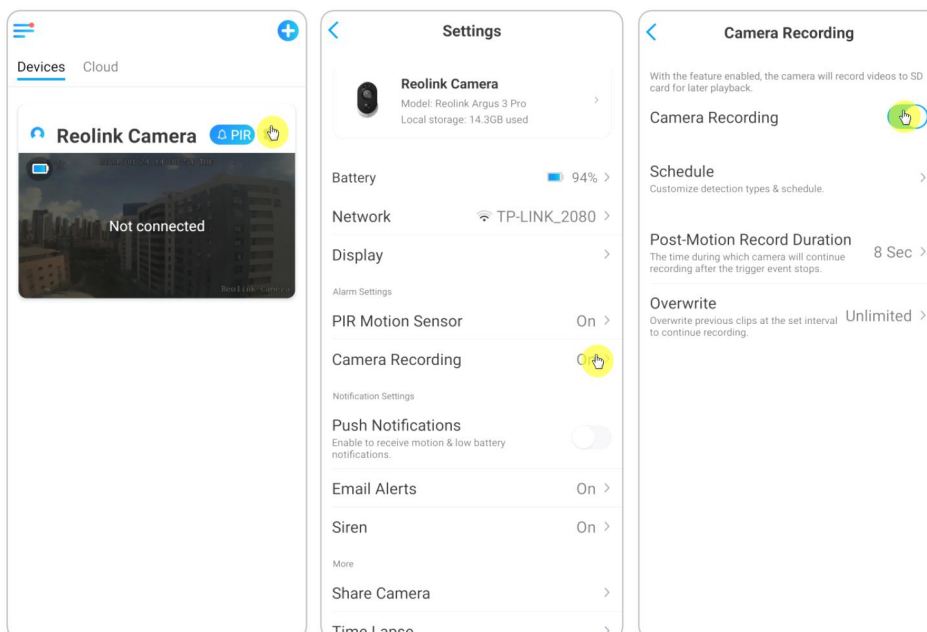 Devices Cloud
Reolink Camera PIR
Not connected
Reolink Camera
Settings
Reolink Camera
Model: Reolink Argus 3 Pro
Local storage: 14.3GB used
Battery 94%
Network TP-LINK_2080
Display
Alarm Settings
PIR Motion Sensor On
Camera Recording
Notification Settings
Push Notifications
Enable to receive motion & low battery
notifications.
Email Alerts On
Siren On
More
Share Camera
Time Lapse
Camera Recording
With the feature enabled, the camera will record videos to SD
card for later playback.
Camera Recording
Schedule
Customize detection types & schedule.
Post-Motion Record Duration 8 Sec
The time during which camera will continue
recording after the trigger event stops.
Overwrite Unlimited
Overwrite previous clips at the set interval
to continue recording.